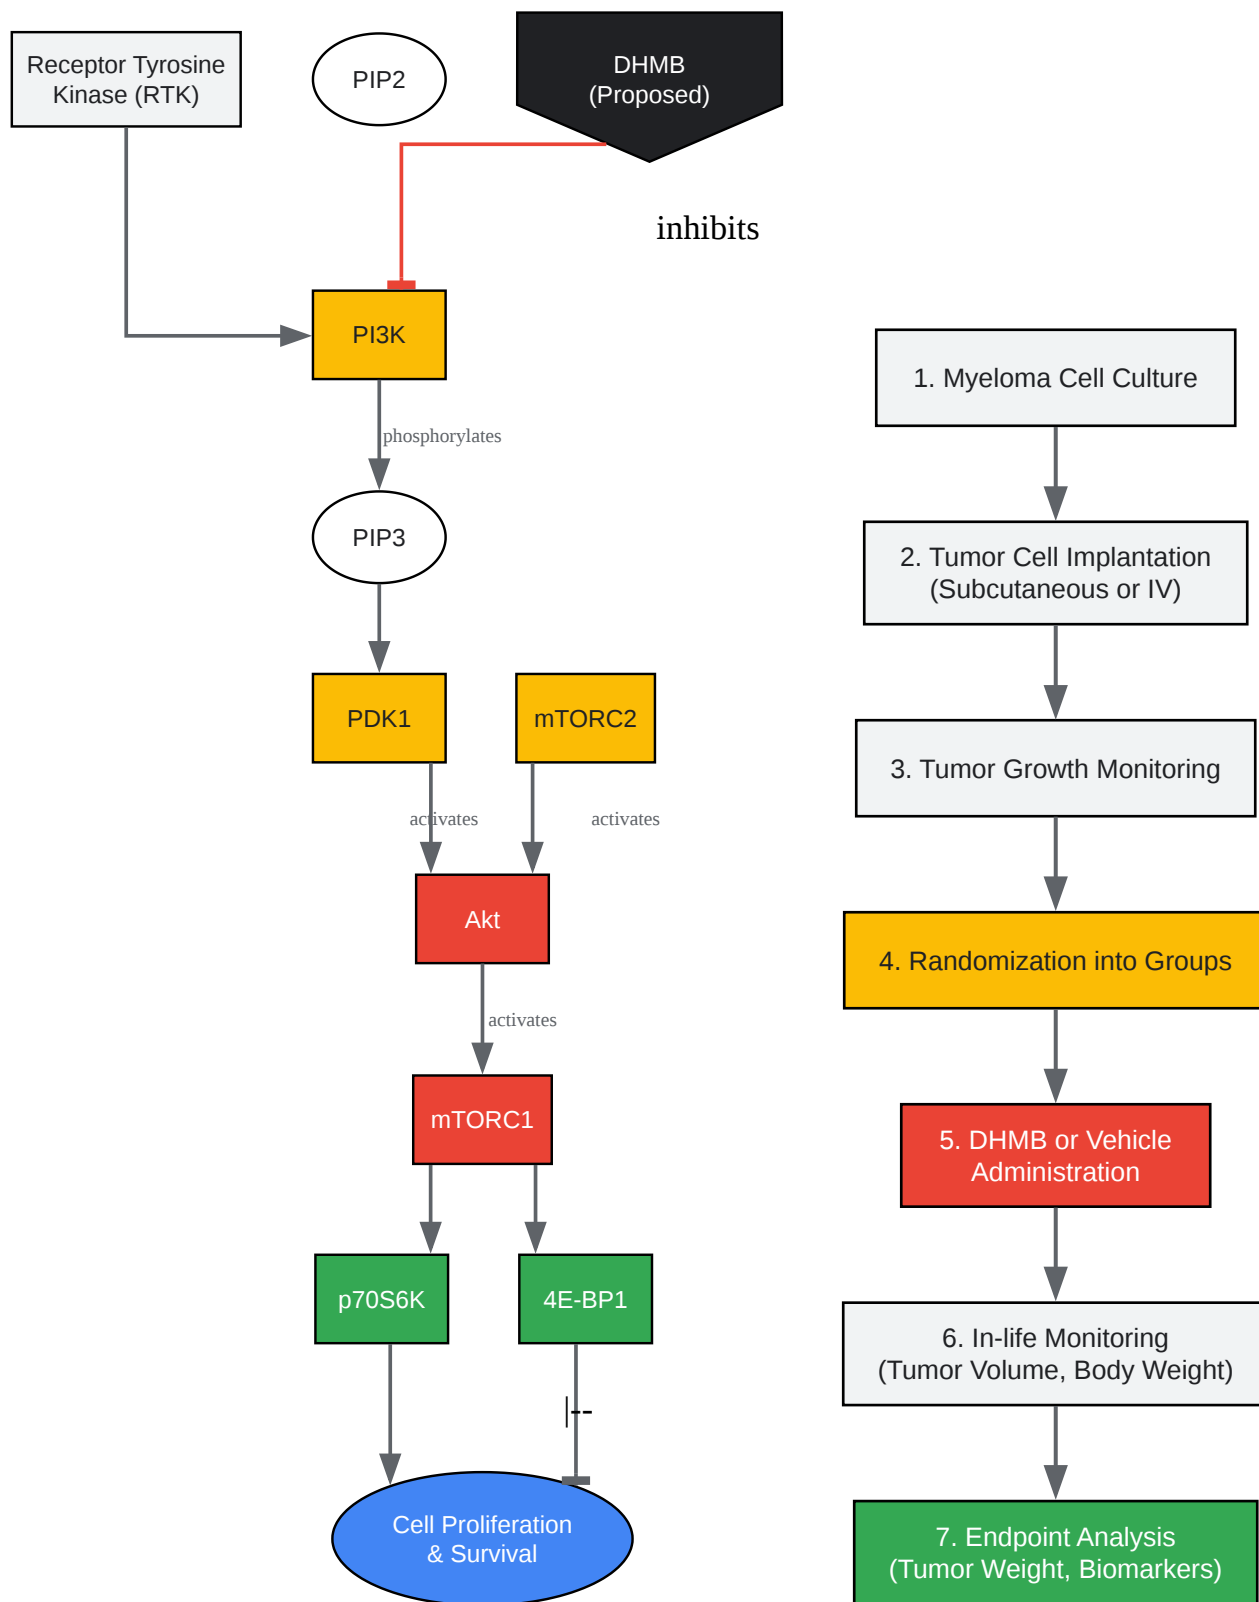 Receptor Tyrosine
Kinase (RTK)
PIP2
DHMB
(Proposed)
inhibits
PI3K
phosphorylates
PIP3
PDK1
mTORC2
activates
activates
Akt
activates
mTORC1
p70S6K
4E-BP1
|--
Cell Proliferation
& Survival
1. Myeloma Cell Culture
2. Tumor Cell Implantation
(Subcutaneous or IV)
3. Tumor Growth Monitoring
4. Randomization into Groups
5. DHMB or Vehicle
Administration
6. In-life Monitoring
(Tumor Volume, Body Weight)
7. Endpoint Analysis
(Tumor Weight, Biomarkers)